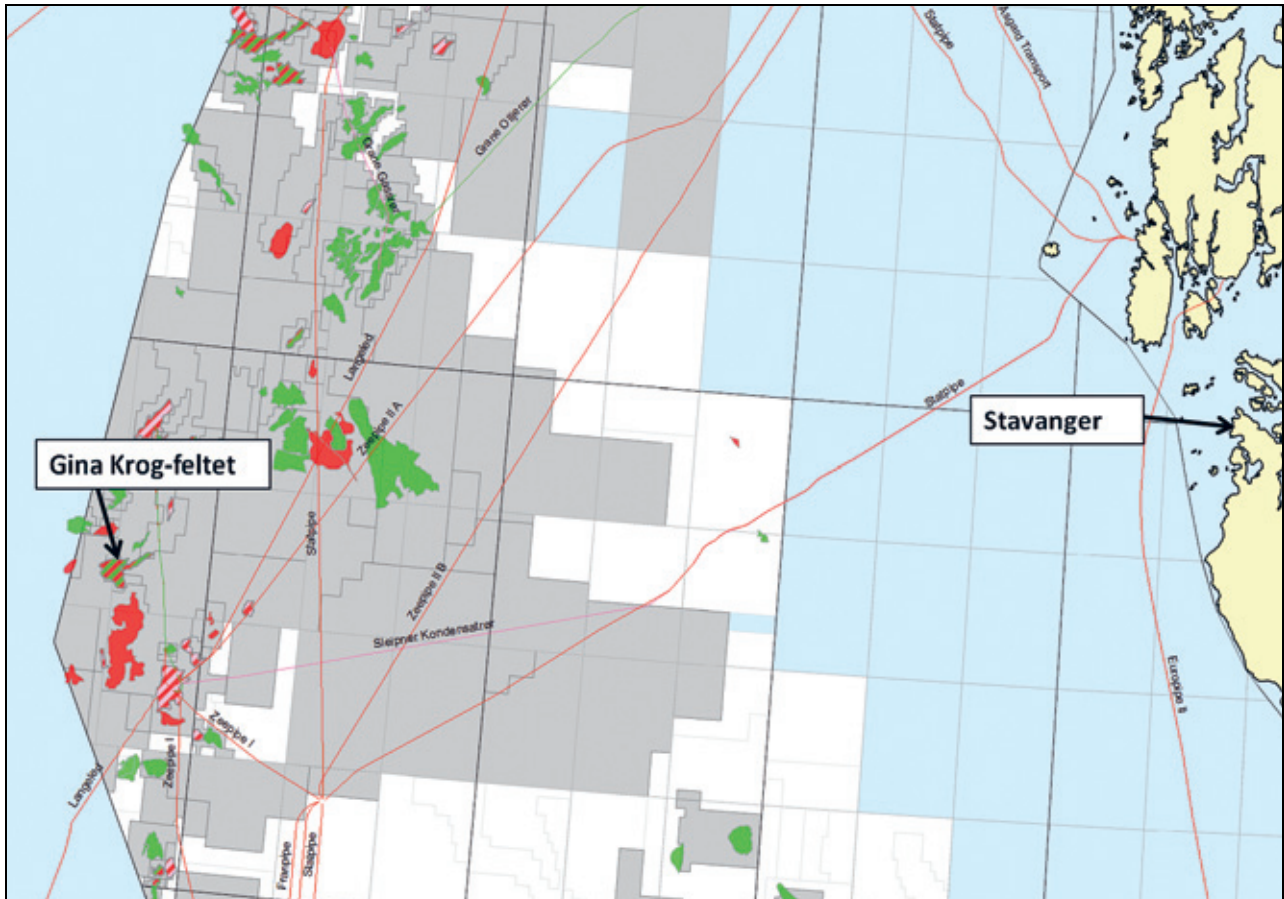 Statpipe
Åsgård Transport
Grane Oljerør
Grane Gassrør
Langeled
Zeepipe II A
Statpipe
Statpipe
Stavanger
Gina Krog-feltet
Zeepipe II B
Sleipner Kondensatrør
Europipe II
Zeepipe I
Langeled
Zeepipe I
Franpipe
Statpipe